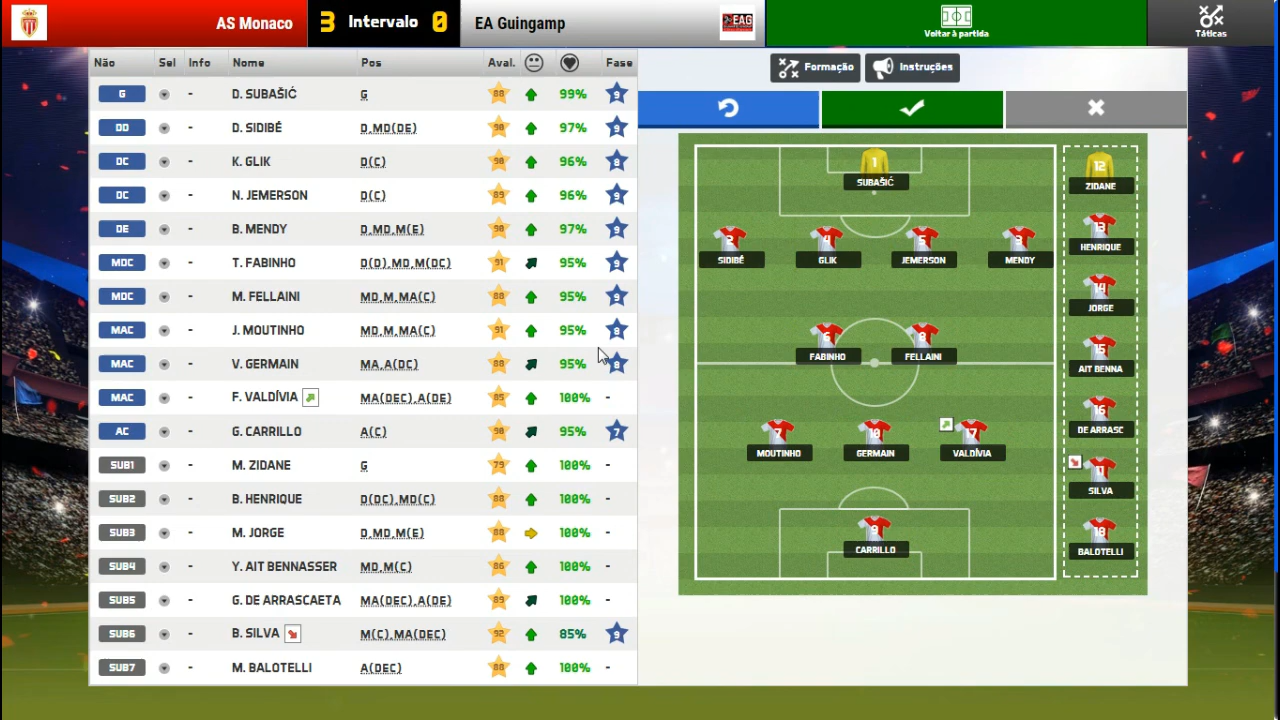 AS Monaco 3 Intervalo 0 EA Guingamp EAG Voltar à partida Táticas
Não Sel Info Nome Pos Aval. Fase
G - D. SUBAŠIĆ G 88 99% 9
DD - D. SIDIBÉ D,MD(DE) 90 97% 9
DC - K. GLIK D(C) 90 96% 8
DC - N. JEMERSON D(C) 89 96% 9
DE - B. MENDY D,MD,M(E) 90 97% 9
MDC - T. FABINHO D(D),MD,M(DC) 91 95% 9
MDC - M. FELLAINI MD,M,MA(C) 88 95% 9
MAC - J. MOUTINHO MD,M,MA(C) 91 95% 8
MAC - V. GERMAIN MA,A(DC) 88 95% 8
MAC - F. VALDÍVIA MA(DEC),A(DE) 85 100% -
AC - G. CARRILLO A(C) 90 95% 7
SUB1 - M. ZIDANE G 79 100% -
SUB2 - B. HENRIQUE D(DC),MD(C) 88 100% -
SUB3 - M. JORGE D,MD,M(E) 88 100% -
SUB4 - Y. AIT BENNASSER MD,M(C) 86 100% -
SUB5 - G. DE ARRASCAETA MA(DEC),A(DE) 89 100% -
SUB6 - B. SILVA M(C),MA(DEC) 92 85% 9
SUB7 - M. BALOTELLI A(DEC) 88 100% -
Formação Instruções
1
SUBAŠIĆ
2 4 5 3
SIDIBÉ GLIK JEMERSON MENDY
6 8
FABINHO FELLAINI
7 10 17
MOUTINHO GERMAIN VALDÍVIA
9
CARRILLO
12
ZIDANE
13
HENRIQUE
14
JORGE
15
AIT BENNA
16
DE ARRASC
11
SILVA
18
BALOTELLI